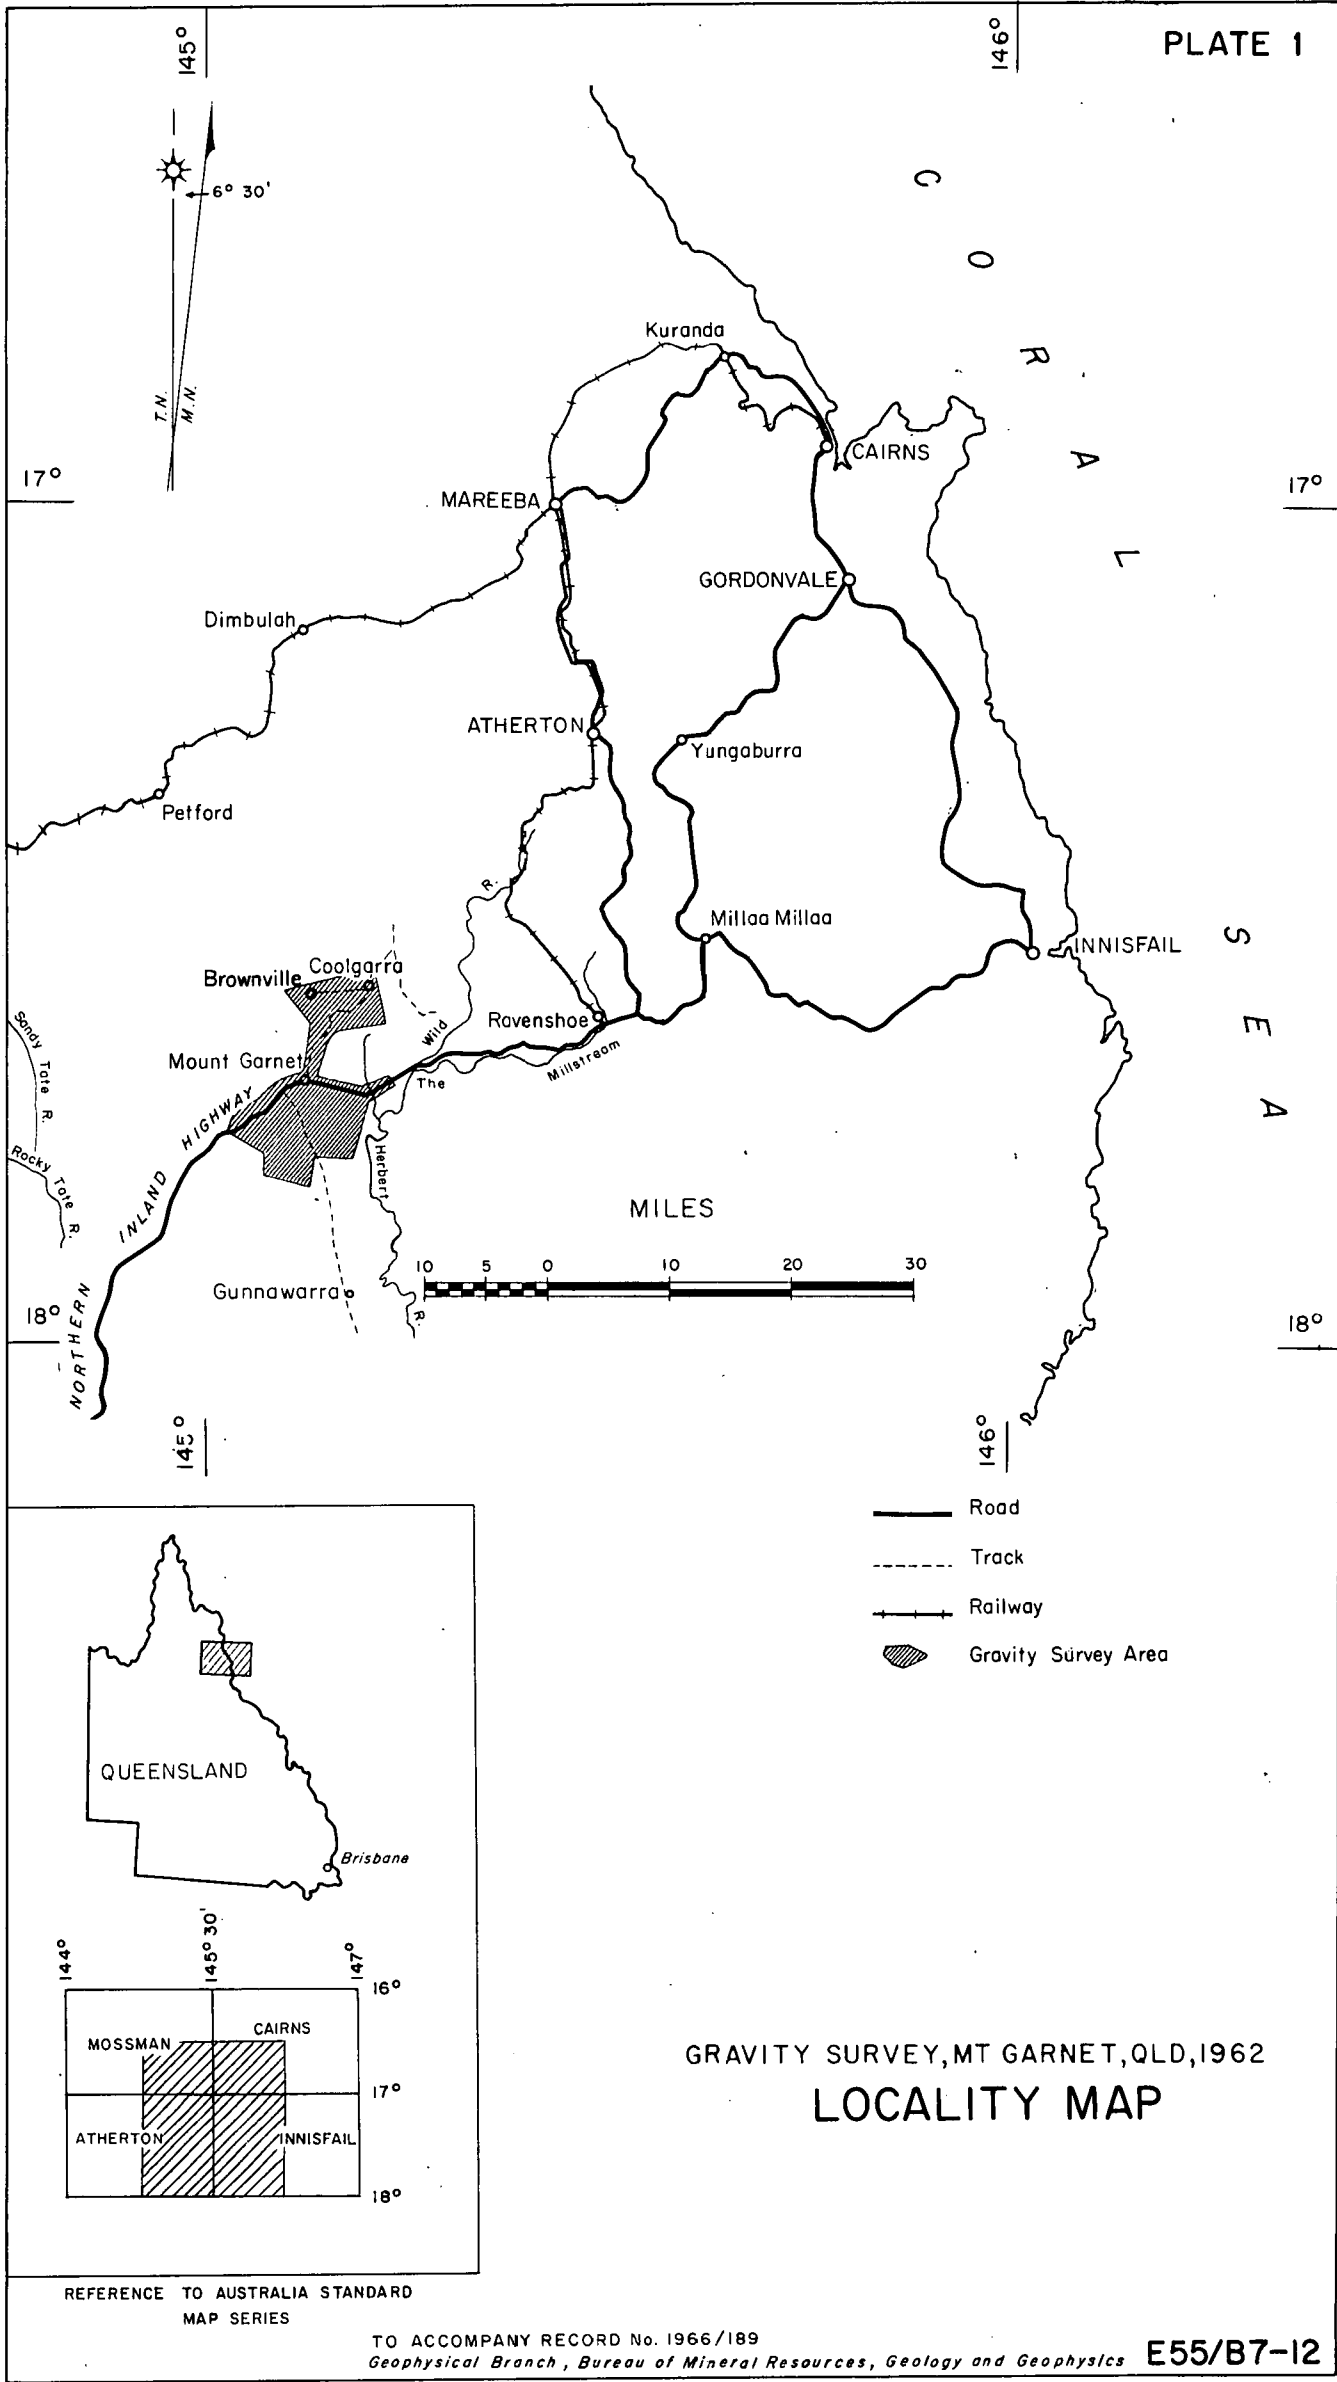 PLATE 1
145°
146°
6° 30'
T.N.
M.N.
CORAL SEA
Kuranda
CAIRNS
17°
17°
MAREEBA
GORDONVALE
Dimbulah
ATHERTON
Yungaburra
Petford
R.
Millaa Millaa
INNISFAIL
Brownville
Coolgarra
Ravenshoe
Wild
Sandy Tate R.
Mount Garnet
The
Millstream
Rocky Tate R.
Herbert
R.
NORTHERN INLAND HIGHWAY
MILES
10 5 0 10 20 30
Gunnawarra
18°
18°
145°
146°
Road
Track
Railway
Gravity Survey Area
QUEENSLAND
Brisbane
144°
145° 30'
147°
16°
MOSSMAN
CAIRNS
17°
ATHERTON
INNISFAIL
18°
GRAVITY SURVEY, MT GARNET, QLD, 1962
LOCALITY MAP
REFERENCE TO AUSTRALIA STANDARD
MAP SERIES
TO ACCOMPANY RECORD No. 1966/189
Geophysical Branch, Bureau of Mineral Resources, Geology and Geophysics
E55/B7-12